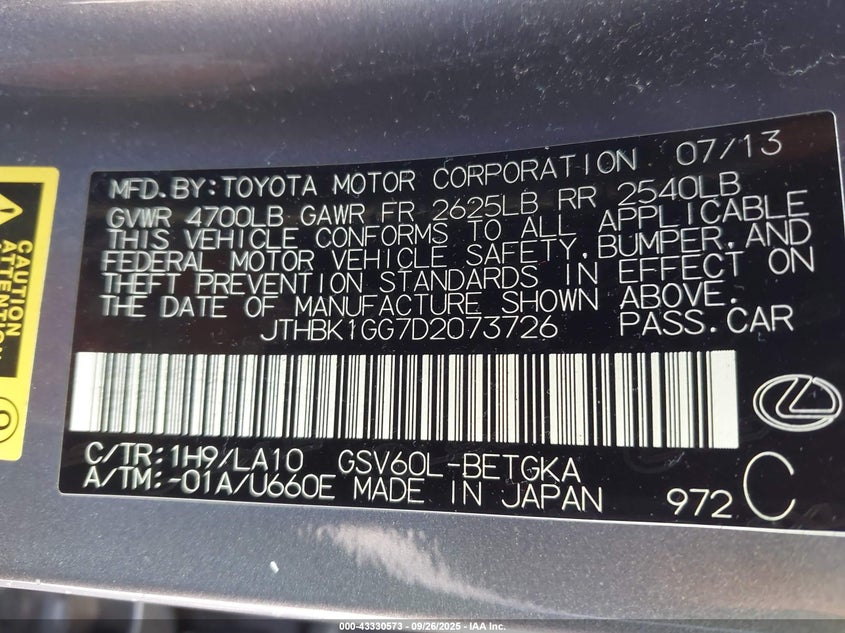 MFD.BY:TOYOTA MOTOR CORPORATION 07/13
GVWR 4700LB GAWR FR 2625LB RR 2540LB
THIS VEHICLE CONFORMS TO ALL APPLICABLE
FEDERAL MOTOR VEHICLE SAFETY,BUMPER,AND
THEFT PREVENTION STANDARDS IN EFFECT ON
THE DATE OF MANUFACTURE SHOWN ABOVE.
JTHBK1GG7D2073726 PASS.CAR
C/TR:1H9/LA10 GSV60L-BETGKA
A/TM:-01A/U660E MADE IN JAPAN 972 C
CAUTION
ATTENTION
000-43330573 - 09/26/2025 - IAA Inc.